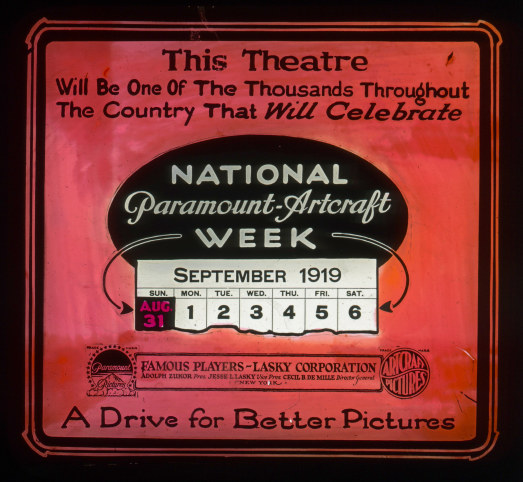 This Theatre
Will Be One Of The Thousands Throughout
The Country That Will Celebrate
NATIONAL
Paramount-Artcraft
WEEK
SEPTEMBER 1919
SUN. MON. TUE. WED. THU. FRI. SAT.
AUG. 31 1 2 3 4 5 6
Paramount Pictures
FAMOUS PLAYERS-LASKY CORPORATION
ADOLPH ZUKOR Pres. JESSE L. LASKY Vice Pres. CECIL B. DE MILLE Director General
NEW YORK
ARTCRAFT PICTURES
A Drive for Better Pictures